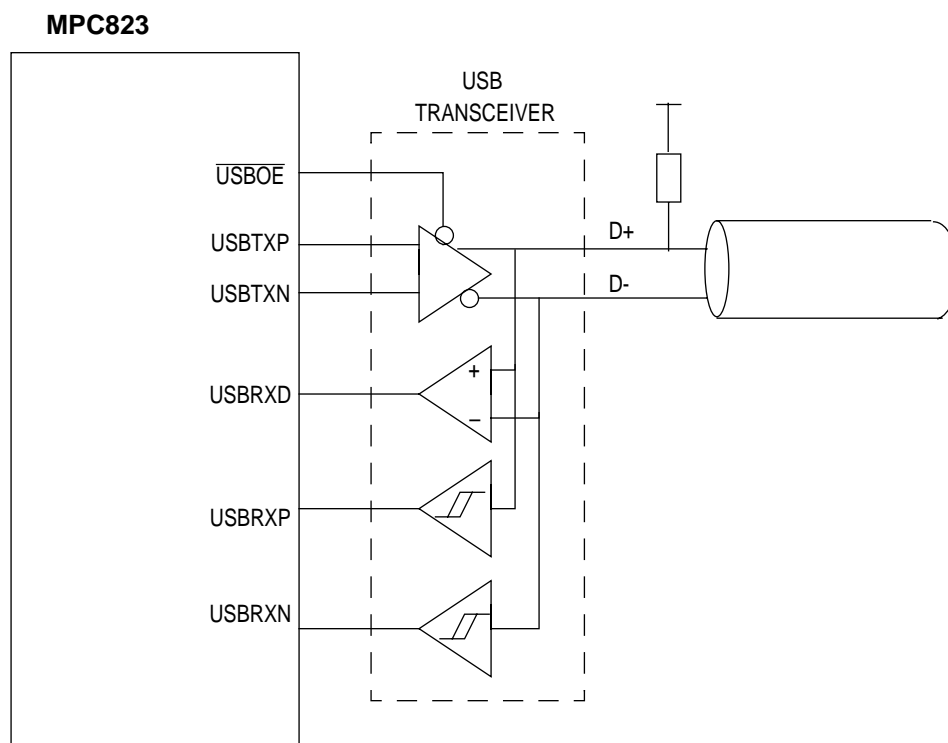 MPC823
USB
TRANSCEIVER
USBOE
USBTXP
USBTXN
USBRXD
USBRXP
USBRXN
D+
D-
+
–